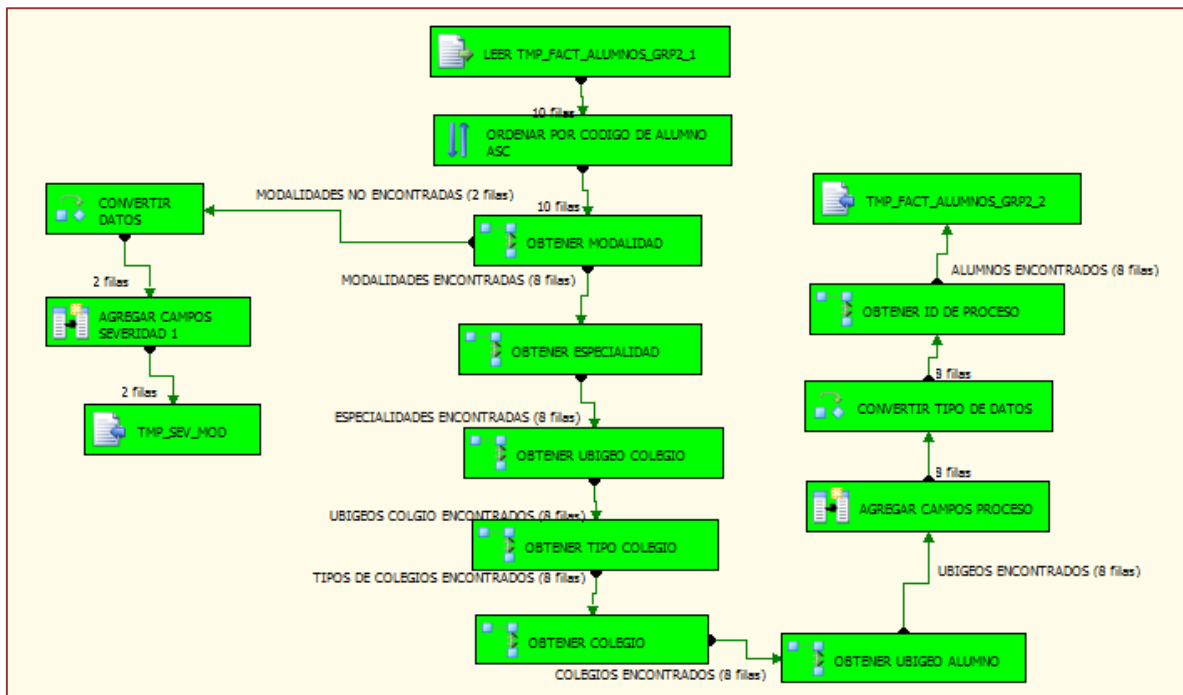 LEER TMP_FACT_ALUMNOS_GRP2_1
10 filas
ORDENAR POR CODIGO DE ALUMNO
ASC
10 filas
OBTENER MODALIDAD
MODALIDADES NO ENCONTRADAS (2 filas)
CONVERTIR
DATOS
2 filas
AGREGAR CAMPOS
SEVERIDAD 1
2 filas
TMP_SEV_MOD
MODALIDADES ENCONTRADAS (8 filas)
OBTENER ESPECIALIDAD
ESPECIALIDADES ENCONTRADAS (8 filas)
OBTENER UBIGEO COLEGIO
UBIGEOS COLGIO ENCONTRADOS (8 filas)
OBTENER TIPO COLEGIO
TIPOS DE COLEGIOS ENCONTRADOS (8 filas)
OBTENER COLEGIO
COLEGIOS ENCONTRADOS (8 filas)
OBTENER UBIGEO ALUMNO
UBIGEOS ENCONTRADOS (8 filas)
AGREGAR CAMPOS PROCESO
8 filas
CONVERTIR TIPO DE DATOS
8 filas
OBTENER ID DE PROCESO
ALUMNOS ENCONTRADOS (8 filas)
TMP_FACT_ALUMNOS_GRP2_2